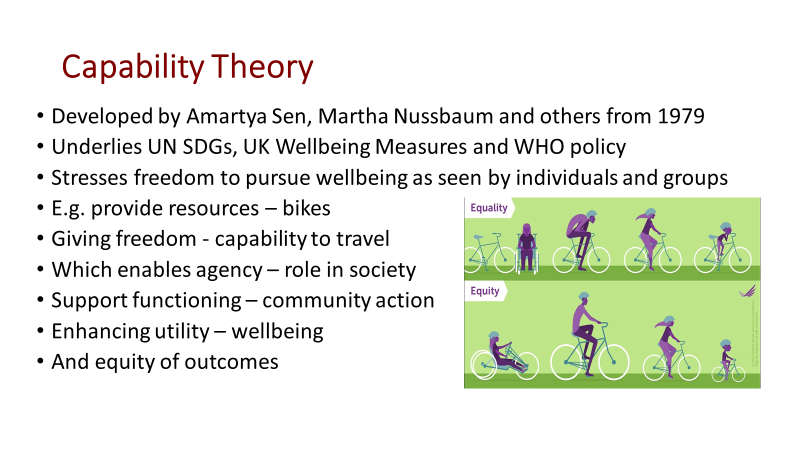 Capability Theory
• Developed by Amartya Sen, Martha Nussbaum and others from 1979
• Underlies UN SDGs, UK Wellbeing Measures and WHO policy
• Stresses freedom to pursue wellbeing as seen by individuals and groups
• E.g. provide resources – bikes
• Giving freedom - capability to travel
• Which enables agency – role in society
• Support functioning – community action
• Enhancing utility – wellbeing
• And equity of outcomes
Equality
Equity